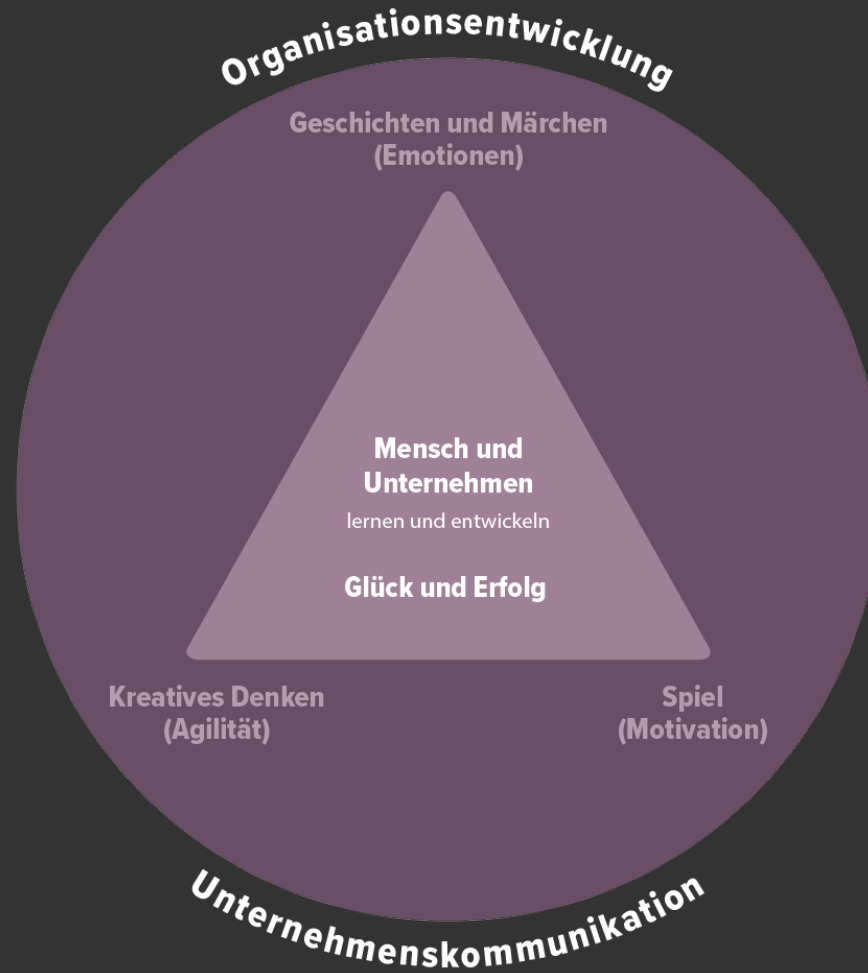 Organisationsentwicklung
Geschichten und Märchen
(Emotionen)
Mensch und
Unternehmen
lernen und entwickeln
Glück und Erfolg
Kreatives Denken
(Agilität)
Spiel
(Motivation)
Unternehmenskommunikation